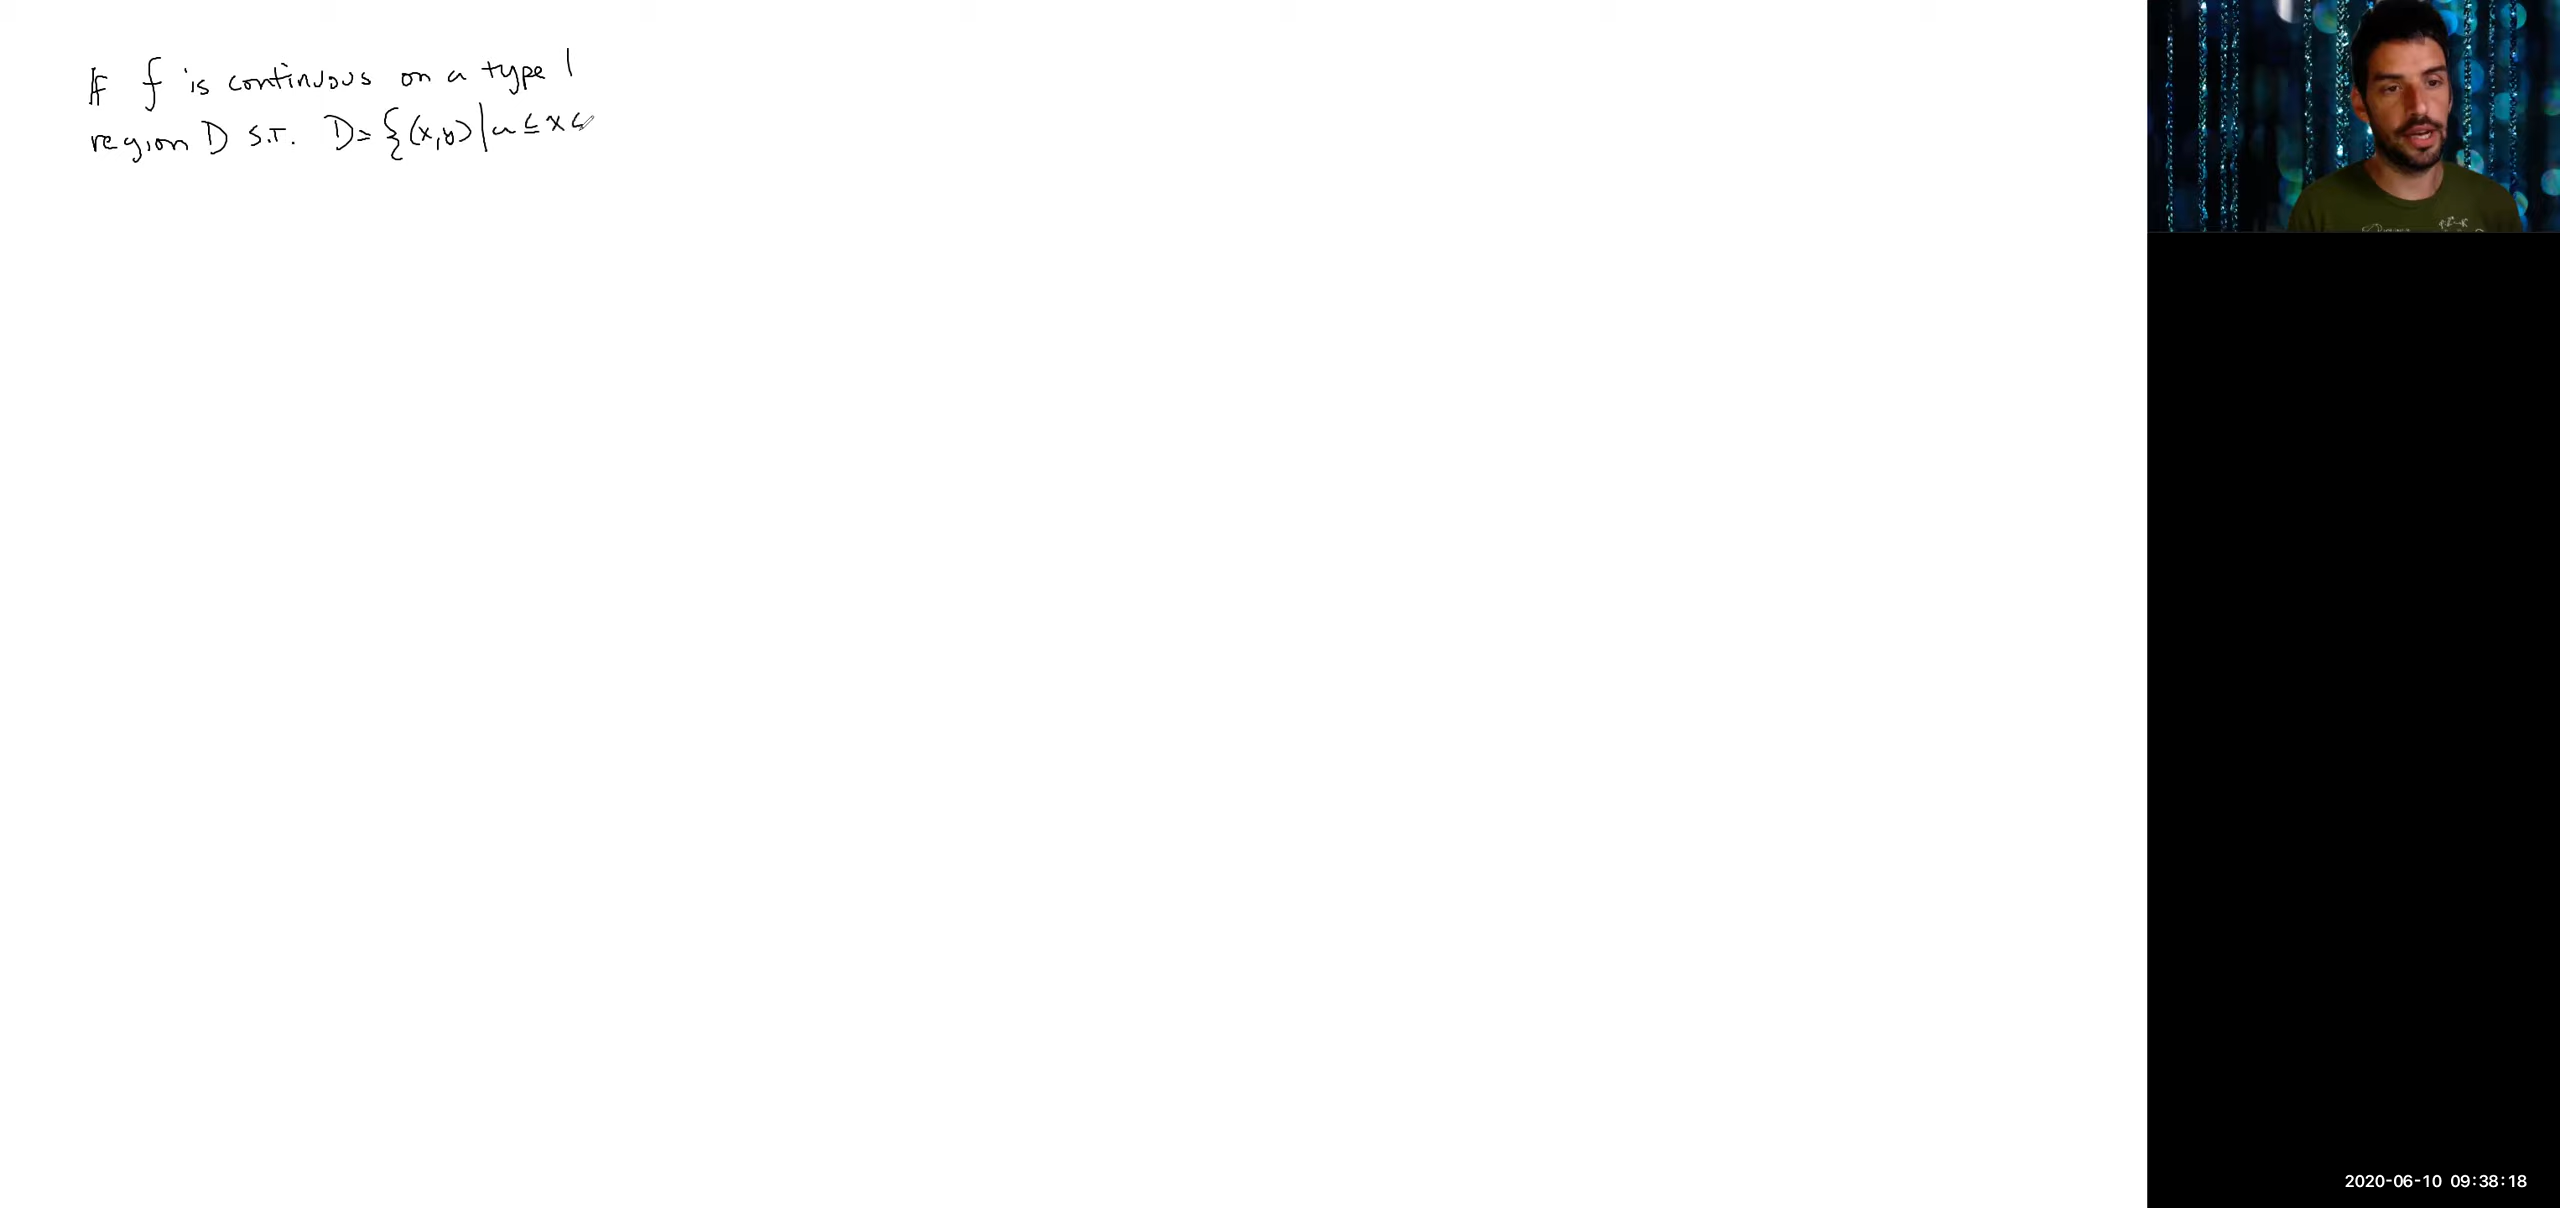 If f is continuous on a type 1
region D S.T. D = {(x,y) | a ≤ x ≤
2020-06-10 09:38:18